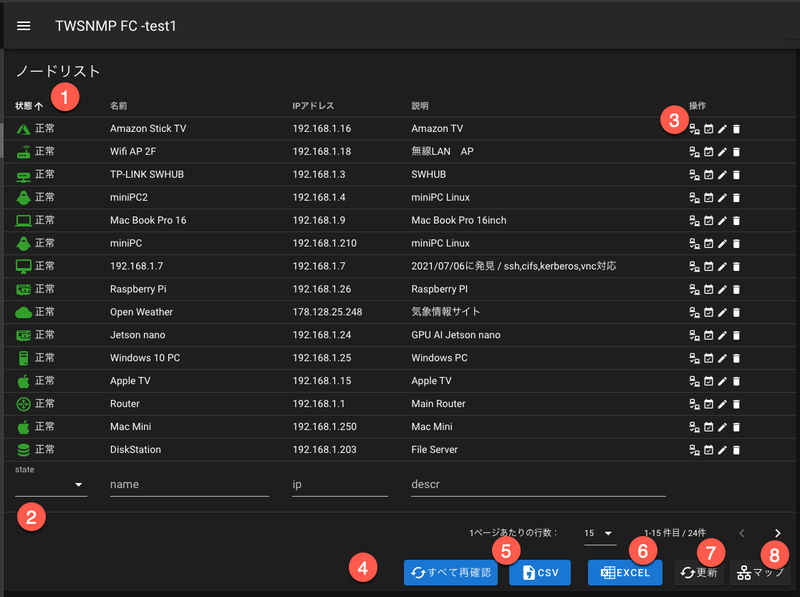 TWSNMP FC -test1
ノードリスト
状態 名前 IPアドレス 説明 操作
1
3
正常 Amazon Stick TV 192.168.1.16 Amazon TV
正常 Wifi AP 2F 192.168.1.18 無線LAN　AP
正常 TP-LINK SWHUB 192.168.1.3 SWHUB
正常 miniPC2 192.168.1.4 miniPC Linux
正常 Mac Book Pro 16 192.168.1.9 Mac Book Pro 16inch
正常 miniPC 192.168.1.210 miniPC Linux
正常 192.168.1.7 192.168.1.7 2021/07/06に発見 / ssh,cifs,kerberos,vnc対応
正常 Raspberry Pi 192.168.1.26 Raspberry PI
正常 Open Weather 178.128.25.248 気象情報サイト
正常 Jetson nano 192.168.1.24 GPU AI Jetson nano
正常 Windows 10 PC 192.168.1.25 Windows PC
正常 Apple TV 192.168.1.15 Apple TV
正常 Router 192.168.1.1 Main Router
正常 Mac Mini 192.168.1.250 Mac Mini
正常 DiskStation 192.168.1.203 File Server
state
name ip descr
2
1ページあたりの行数： 15 1-15 件目 / 24件
5 6 7 8
4
すべて再確認 CSV EXCEL 更新 マップ